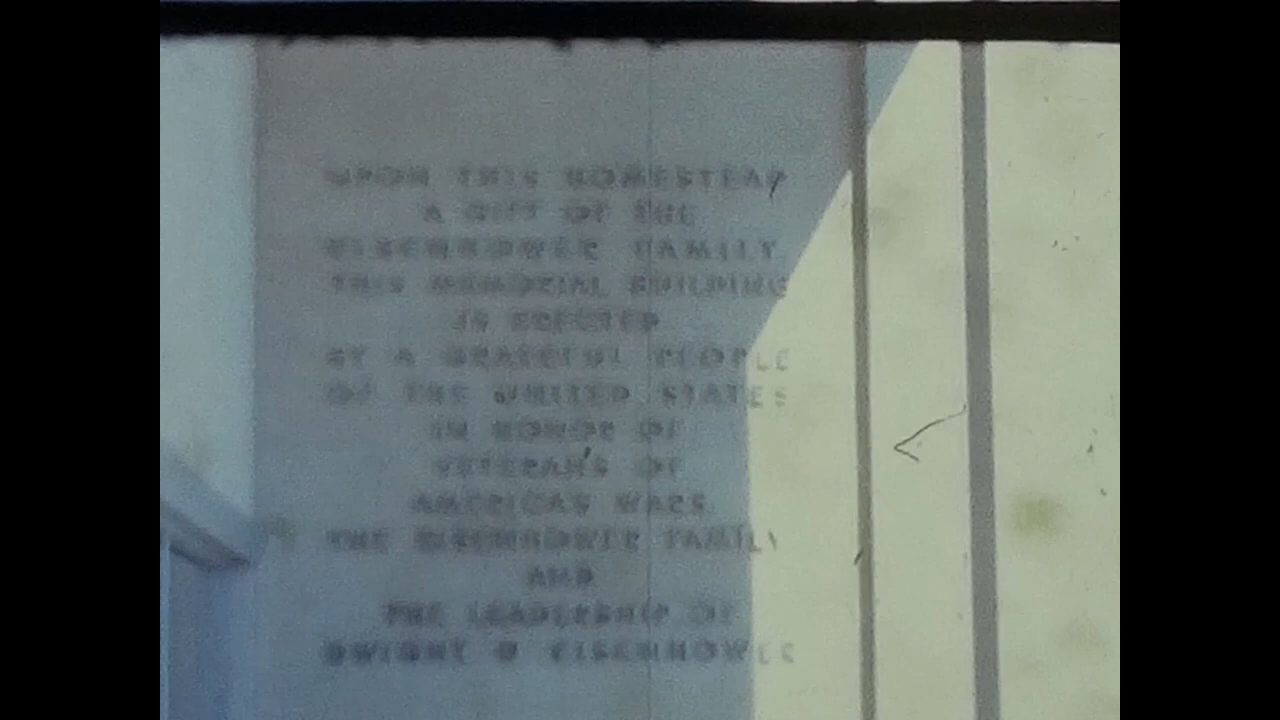 UPON THIS HOMESTEAD
A GIFT OF THE
EISENHOWER FAMILY
THIS MEMORIAL BUILDING
IS ERECTED
BY A GRATEFUL PEOPLE
OF THE UNITED STATES
IN HONOR OF
VETERANS OF
AMERICAS WARS
THE EISENHOWER FAMILY
AND
THE LEADERSHIP OF
DWIGHT D EISENHOWER